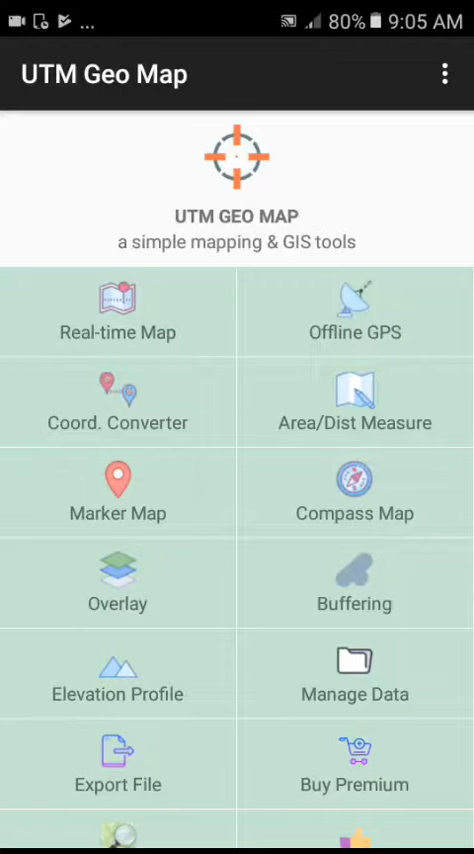 ... 80% 9:05 AM
UTM Geo Map
UTM GEO MAP
a simple mapping & GIS tools
Real-time Map Offline GPS
Coord. Converter Area/Dist Measure
Marker Map Compass Map
Overlay Buffering
Elevation Profile Manage Data
Export File Buy Premium